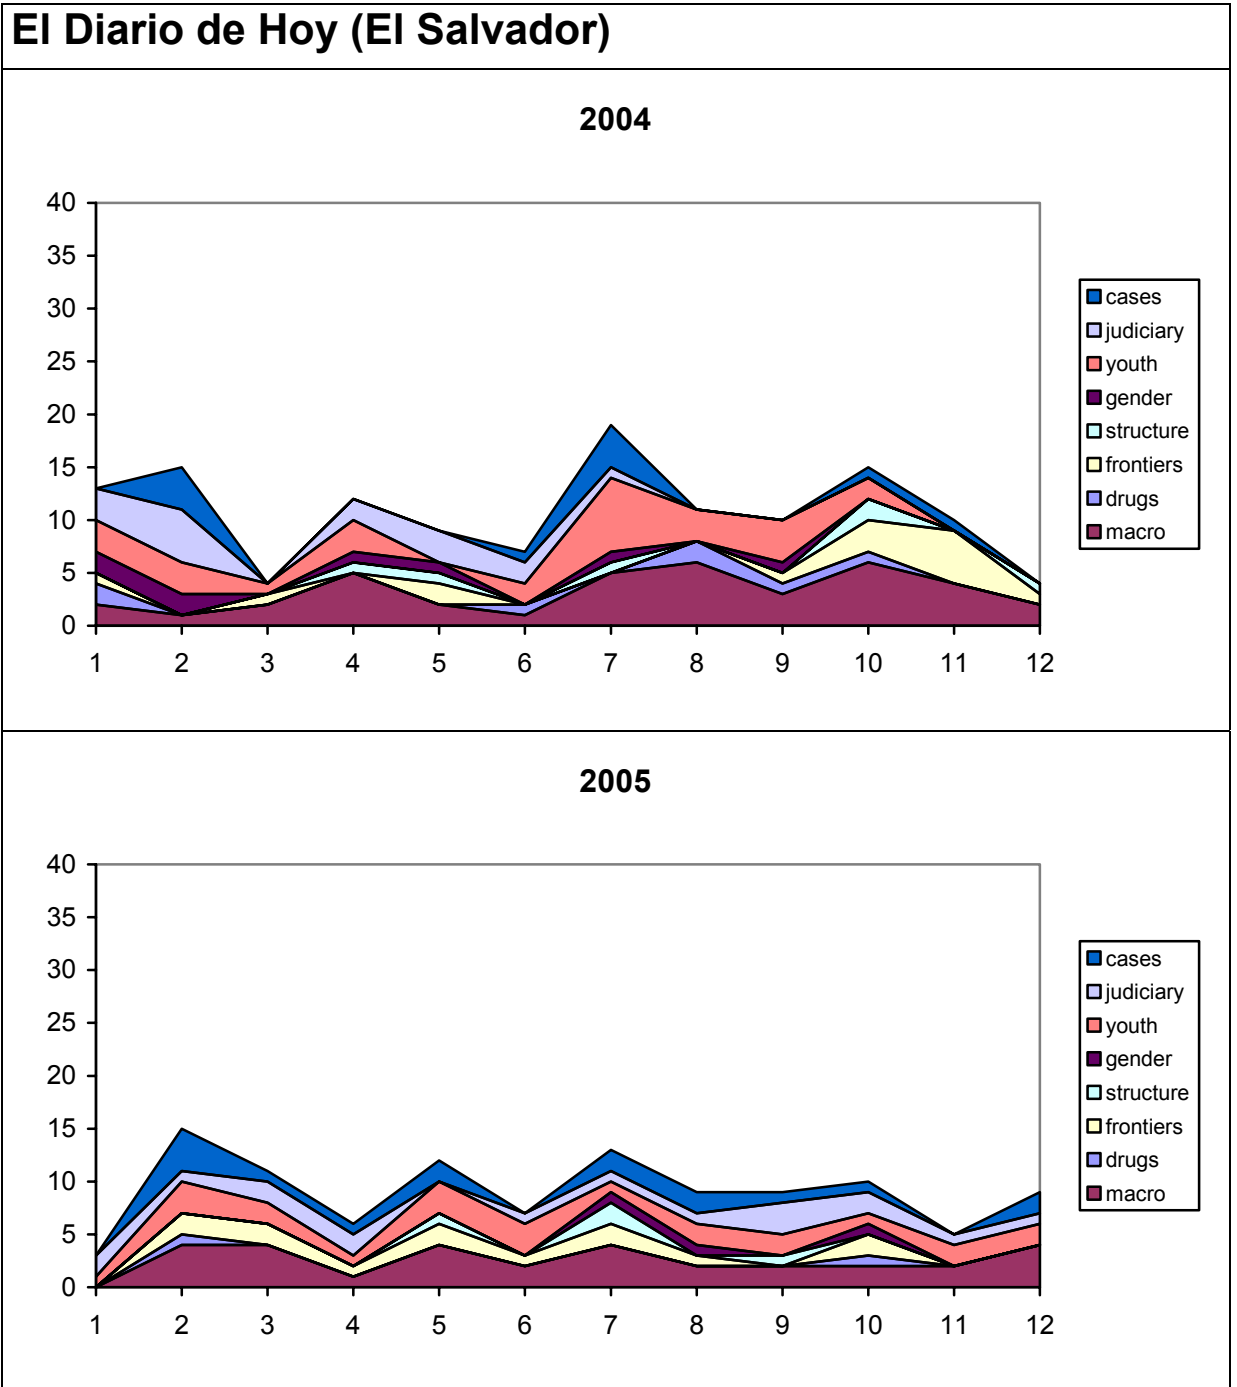 El Diario de Hoy (El Salvador)
2004
40
35
30
25
20
15
10
5
0
1 2 3 4 5 6 7 8 9 10 11 12
cases
judiciary
youth
gender
structure
frontiers
drugs
macro
2005
40
35
30
25
20
15
10
5
0
1 2 3 4 5 6 7 8 9 10 11 12
cases
judiciary
youth
gender
structure
frontiers
drugs
macro